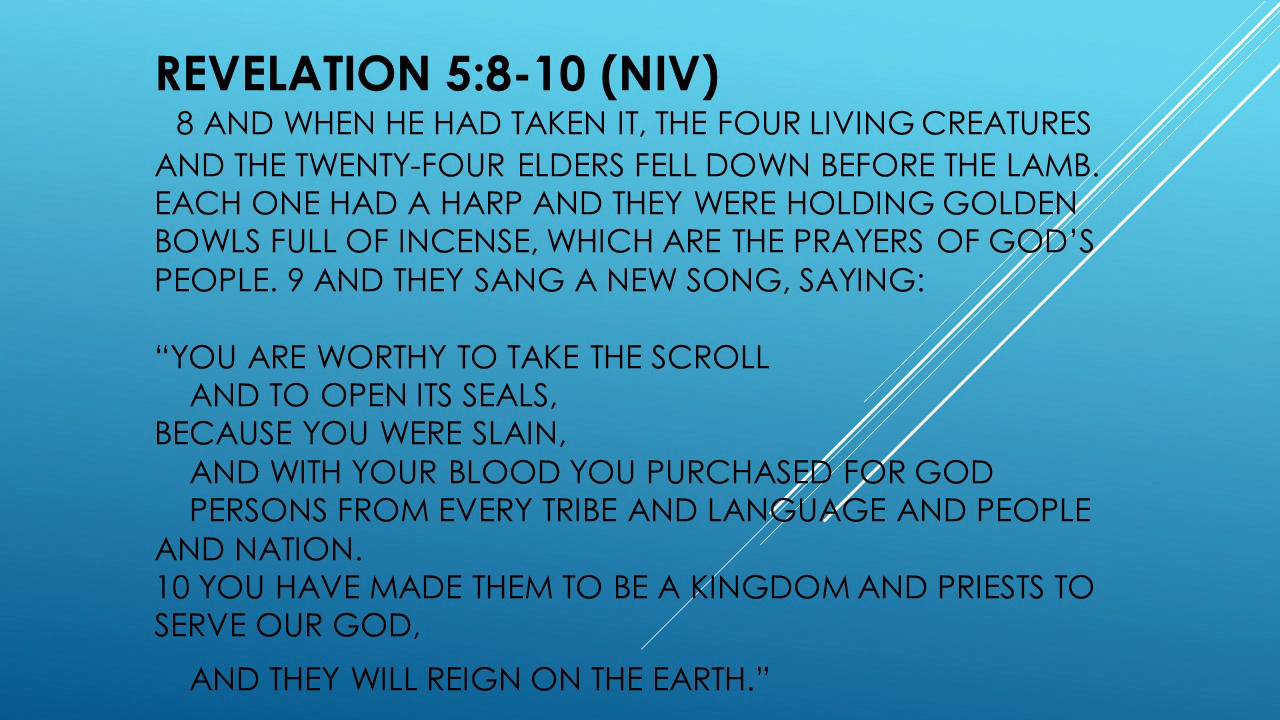 REVELATION 5:8-10 (NIV)
8 AND WHEN HE HAD TAKEN IT, THE FOUR LIVING CREATURES
AND THE TWENTY-FOUR ELDERS FELL DOWN BEFORE THE LAMB.
EACH ONE HAD A HARP AND THEY WERE HOLDING GOLDEN
BOWLS FULL OF INCENSE, WHICH ARE THE PRAYERS OF GOD’S
PEOPLE. 9 AND THEY SANG A NEW SONG, SAYING:
“YOU ARE WORTHY TO TAKE THE SCROLL
AND TO OPEN ITS SEALS,
BECAUSE YOU WERE SLAIN,
AND WITH YOUR BLOOD YOU PURCHASED FOR GOD
PERSONS FROM EVERY TRIBE AND LANGUAGE AND PEOPLE
AND NATION.
10 YOU HAVE MADE THEM TO BE A KINGDOM AND PRIESTS TO
SERVE OUR GOD,
AND THEY WILL REIGN ON THE EARTH.”